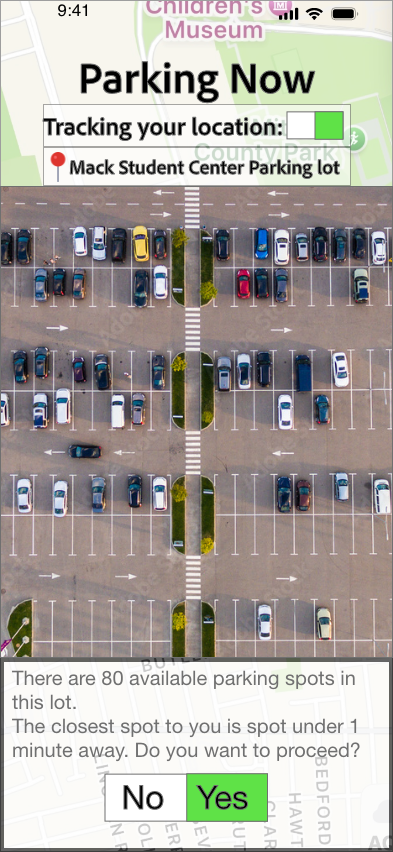 9:41
Children's
Museum
Parking Now
Tracking your location:
County Park
Mack Student Center Parking lot
There are 80 available parking spots in
this lot.
The closest spot to you is spot under 1
minute away. Do you want to proceed?
No Yes
BEDFORD
HAWT